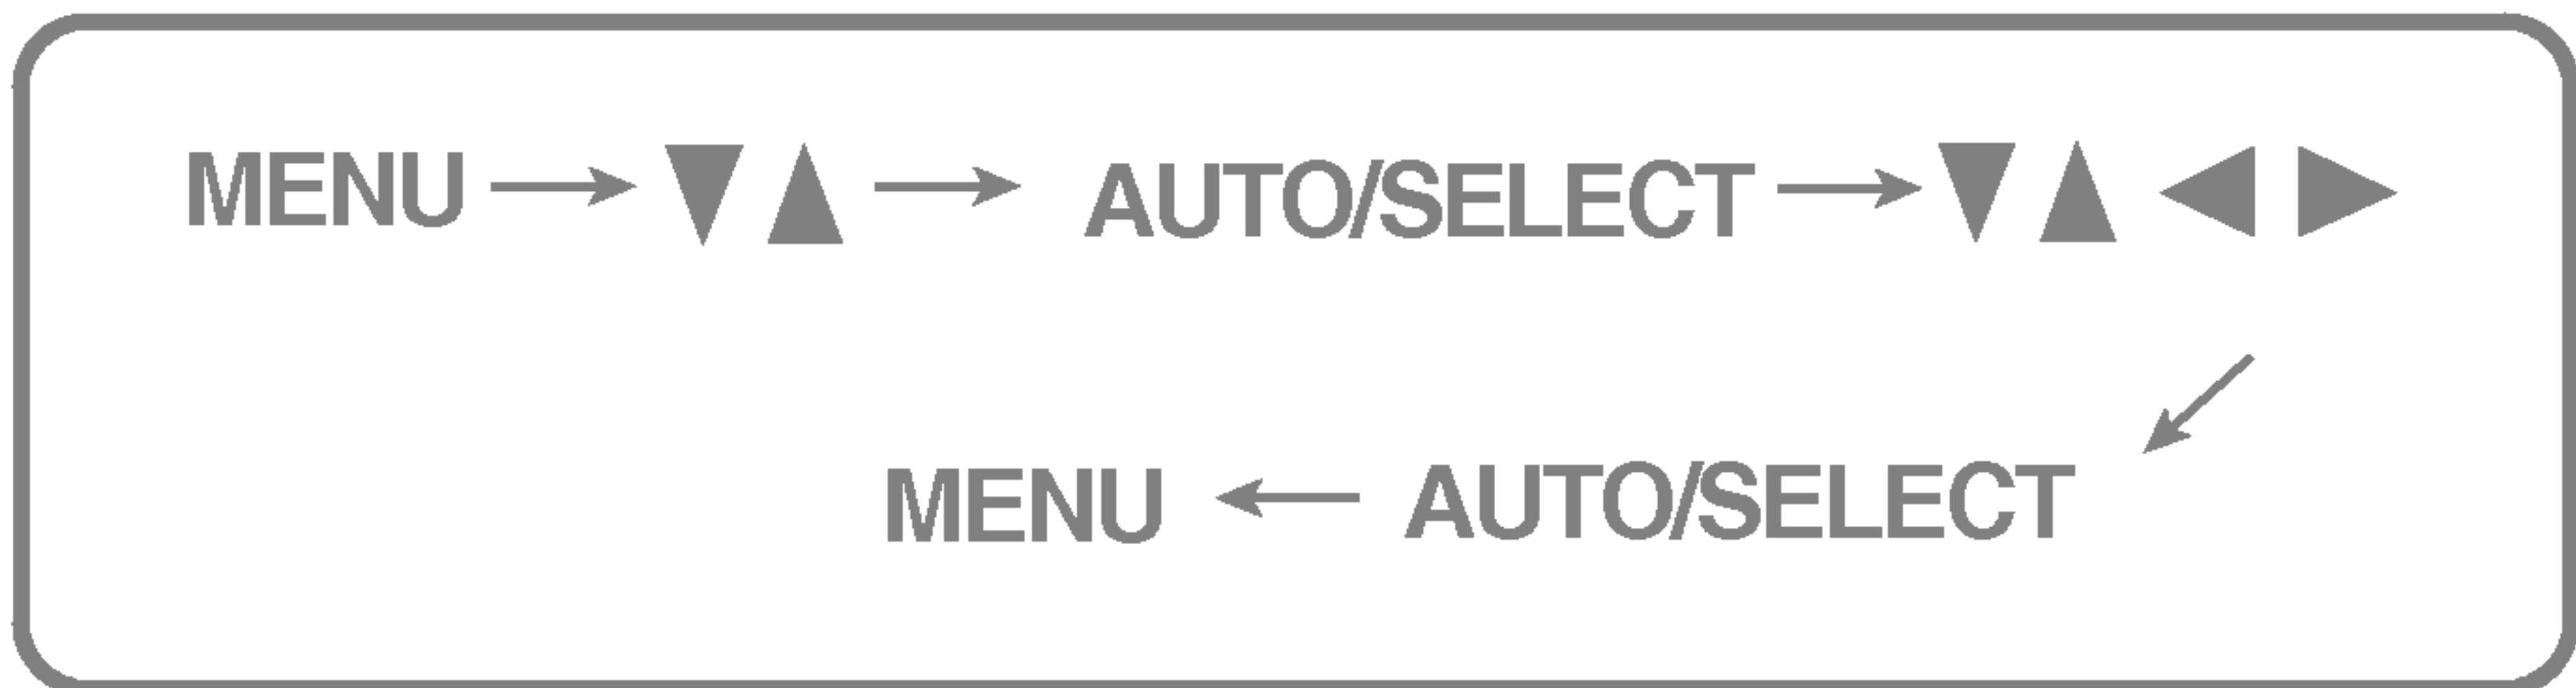 MENU → ▼ ▲ → AUTO/SELECT → ▼ ▲ ◀ ▶
MENU ← AUTO/SELECT